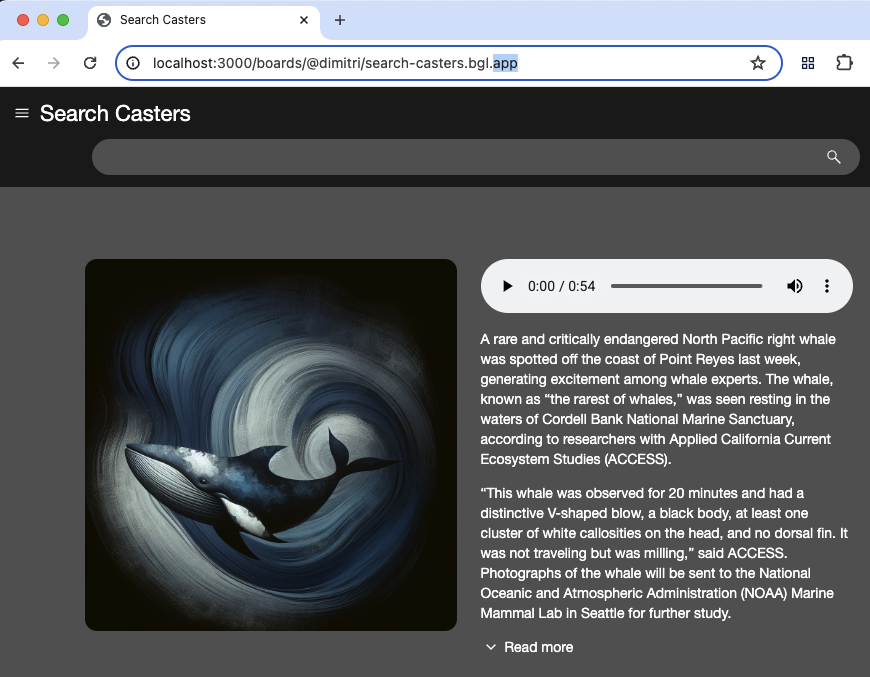 Search Casters
localhost:3000/boards/@dimitri/search-casters.bgl.app
Search Casters
0:00 / 0:54
A rare and critically endangered North Pacific right whale
was spotted off the coast of Point Reyes last week,
generating excitement among whale experts. The whale,
known as “the rarest of whales,” was seen resting in the
waters of Cordell Bank National Marine Sanctuary,
according to researchers with Applied California Current
Ecosystem Studies (ACCESS).
“This whale was observed for 20 minutes and had a
distinctive V-shaped blow, a black body, at least one
cluster of white callosities on the head, and no dorsal fin. It
was not traveling but was milling,” said ACCESS.
Photographs of the whale will be sent to the National
Oceanic and Atmospheric Administration (NOAA) Marine
Mammal Lab in Seattle for further study.
Read more